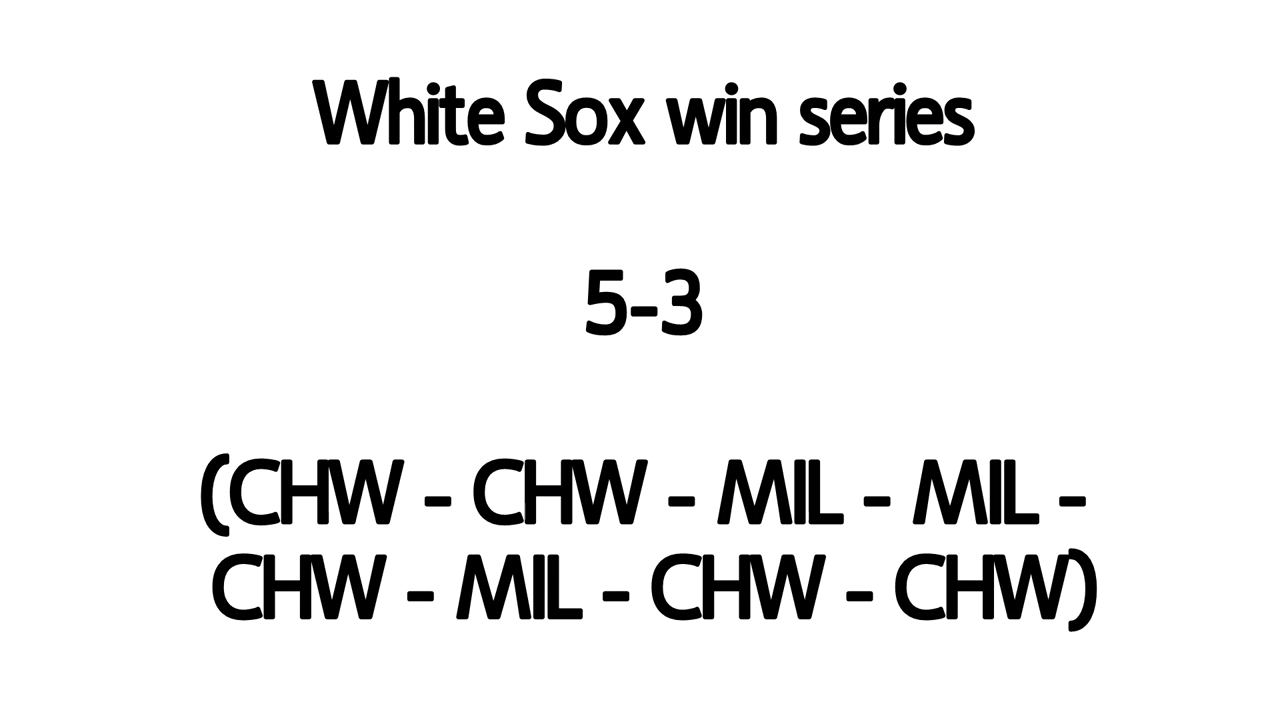 White Sox win series
5-3
(CHW - CHW - MIL - MIL -
CHW - MIL - CHW - CHW)